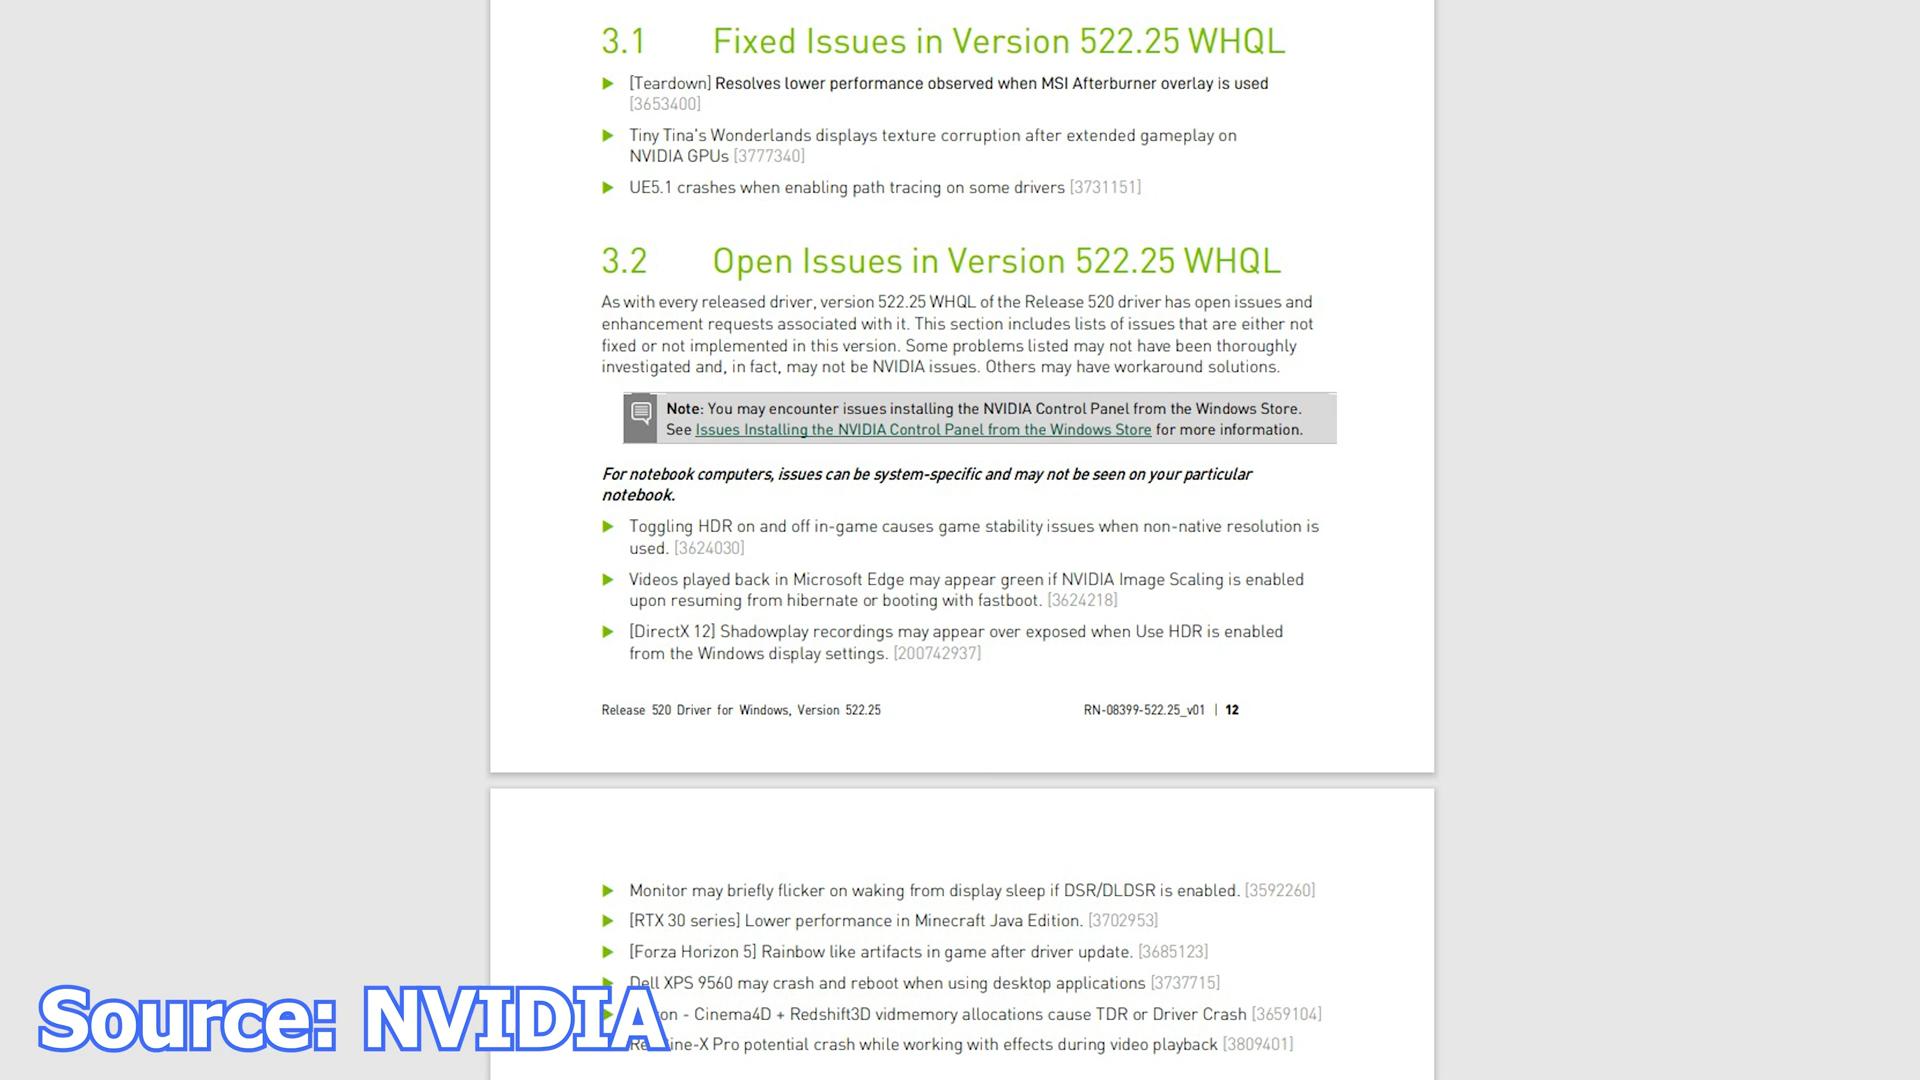 3.1 Fixed Issues in Version 522.25 WHQL
[Teardown] Resolves lower performance observed when MSI Afterburner overlay is used
[3653400]
Tiny Tina's Wonderlands displays texture corruption after extended gameplay on
NVIDIA GPUs [3777340]
UE5.1 crashes when enabling path tracing on some drivers [3731151]
3.2 Open Issues in Version 522.25 WHQL
As with every released driver, version 522.25 WHQL of the Release 520 driver has open issues and
enhancement requests associated with it. This section includes lists of issues that are either not
fixed or not implemented in this version. Some problems listed may not have been thoroughly
investigated and, in fact, may not be NVIDIA issues. Others may have workaround solutions.
Note: You may encounter issues installing the NVIDIA Control Panel from the Windows Store.
See Issues Installing the NVIDIA Control Panel from the Windows Store for more information.
For notebook computers, issues can be system-specific and may not be seen on your particular
notebook.
Toggling HDR on and off in-game causes game stability issues when non-native resolution is
used. [3624030]
Videos played back in Microsoft Edge may appear green if NVIDIA Image Scaling is enabled
upon resuming from hibernate or booting with fastboot. [3624218]
[DirectX 12] Shadowplay recordings may appear over exposed when Use HDR is enabled
from the Windows display settings. [200742937]
Release 520 Driver for Windows, Version 522.25 RN-08399-522.25_v01 | 12
Monitor may briefly flicker on waking from display sleep if DSR/DLDSR is enabled. [3592260]
[RTX 30 series] Lower performance in Minecraft Java Edition. [3702953]
[Forza Horizon 5] Rainbow like artifacts in game after driver update. [3685123]
Dell XPS 9560 may crash and reboot when using desktop applications [3737715]
- Cinema4D + Redshift3D vidmemory allocations cause TDR or Driver Crash [3659104]
Pro potential crash while working with effects during video playback [3809401]
Source: NVIDIA